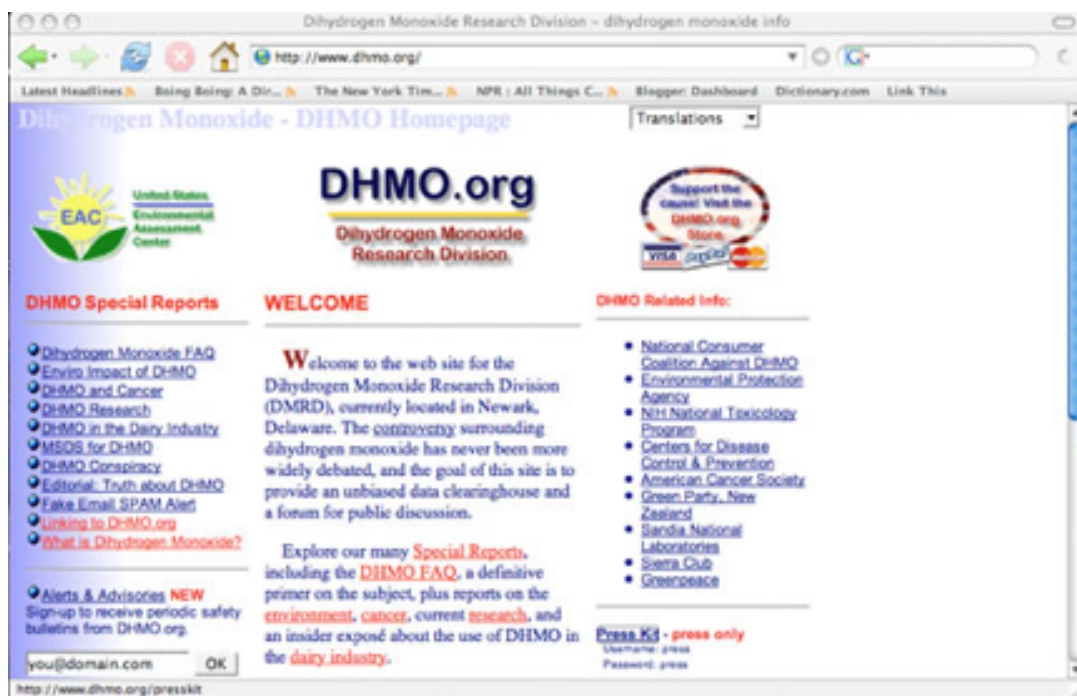 Dihydrogen Monoxide Research Division – dihydrogen monoxide info
http://www.dhmo.org/
Latest Headlines Boing Boing: A Dir... The New York Tim... NPR : All Things C... Blogger: Dashboard Dictionary.com Link This
Dihydrogen Monoxide - DHMO Homepage
Translations
EAC
United States
Environmental
Assessment
Center
DHMO.org
Dihydrogen Monoxide
Research Division
Support the
cause! Visit the
DHMO.org
Store
VISA PayPal MasterCard
DHMO Special Reports
Dihydrogen Monoxide FAQ
Enviro Impact of DHMO
DHMO and Cancer
DHMO Research
DHMO in the Dairy Industry
MSDS for DHMO
DHMO Conspiracy
Editorial: Truth about DHMO
Fake Email SPAM Alert
Linking to DHMO.org
What is Dihydrogen Monoxide?
Alerts & Advisories NEW
Sign-up to receive periodic safety
bulletins from DHMO.org.
you@domain.com OK
WELCOME
Welcome to the web site for the
Dihydrogen Monoxide Research Division
(DMRD), currently located in Newark,
Delaware. The controversy surrounding
dihydrogen monoxide has never been more
widely debated, and the goal of this site is to
provide an unbiased data clearinghouse and
a forum for public discussion.
Explore our many Special Reports,
including the DHMO FAQ, a definitive
primer on the subject, plus reports on the
environment, cancer, current research, and
an insider exposé about the use of DHMO in
the dairy industry.
DHMO Related Info:
National Consumer
Coalition Against DHMO
Environmental Protection
Agency
NIH National Toxicology
Program
Centers for Disease
Control & Prevention
American Cancer Society
Green Party, New
Zealand
Sandia National
Laboratories
Sierra Club
Greenpeace
Press Kit - press only
Username: press
Password: press
http://www.dhmo.org/presskit